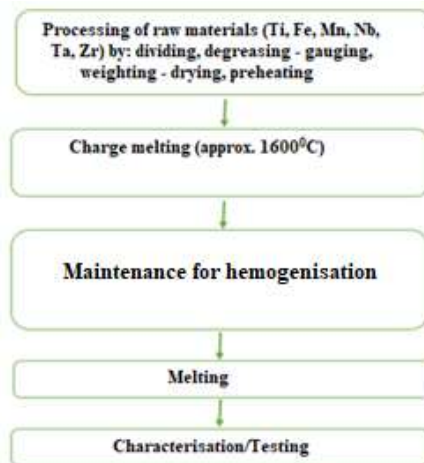 Processing of raw materials (Ti, Fe, Mn, Nb,
Ta, Zr) by: dividing, degreasing - gauging,
weighting - drying, preheating
Charge melting (approx. 1600⁰C)
Maintenance for hemogenisation
Melting
Characterisation/Testing